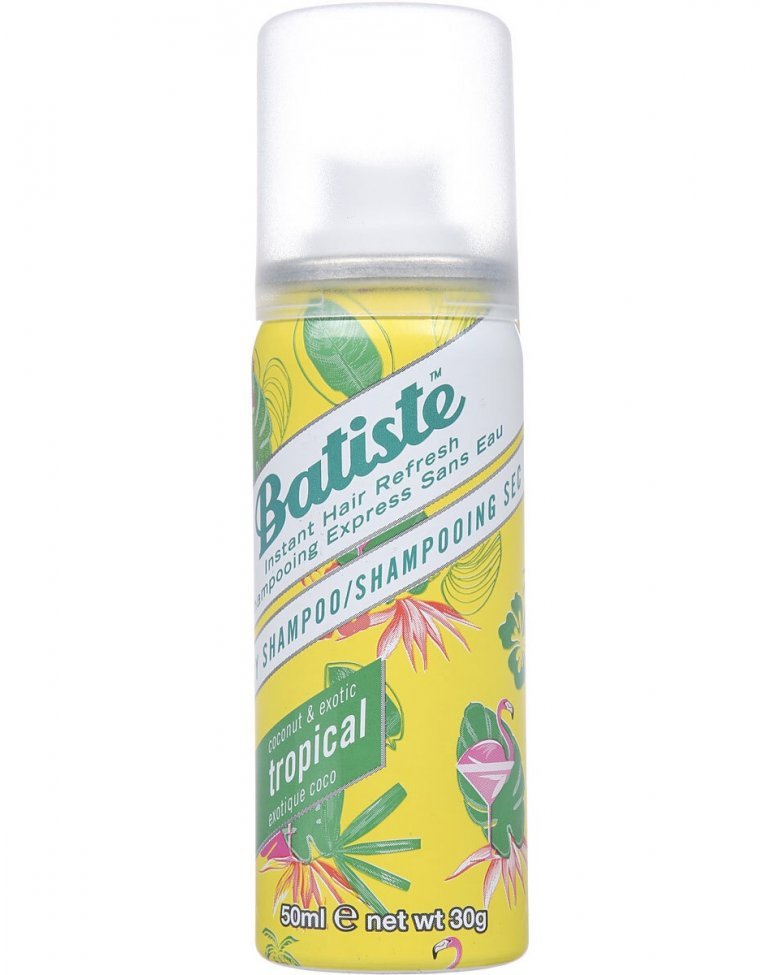 Batiste™
Instant Hair Refresh
Shampooing Express Sans Eau
SHAMPOO/SHAMPOOING SEC
coconut & exotic
tropical
exotique coco
50ml e net wt 30g